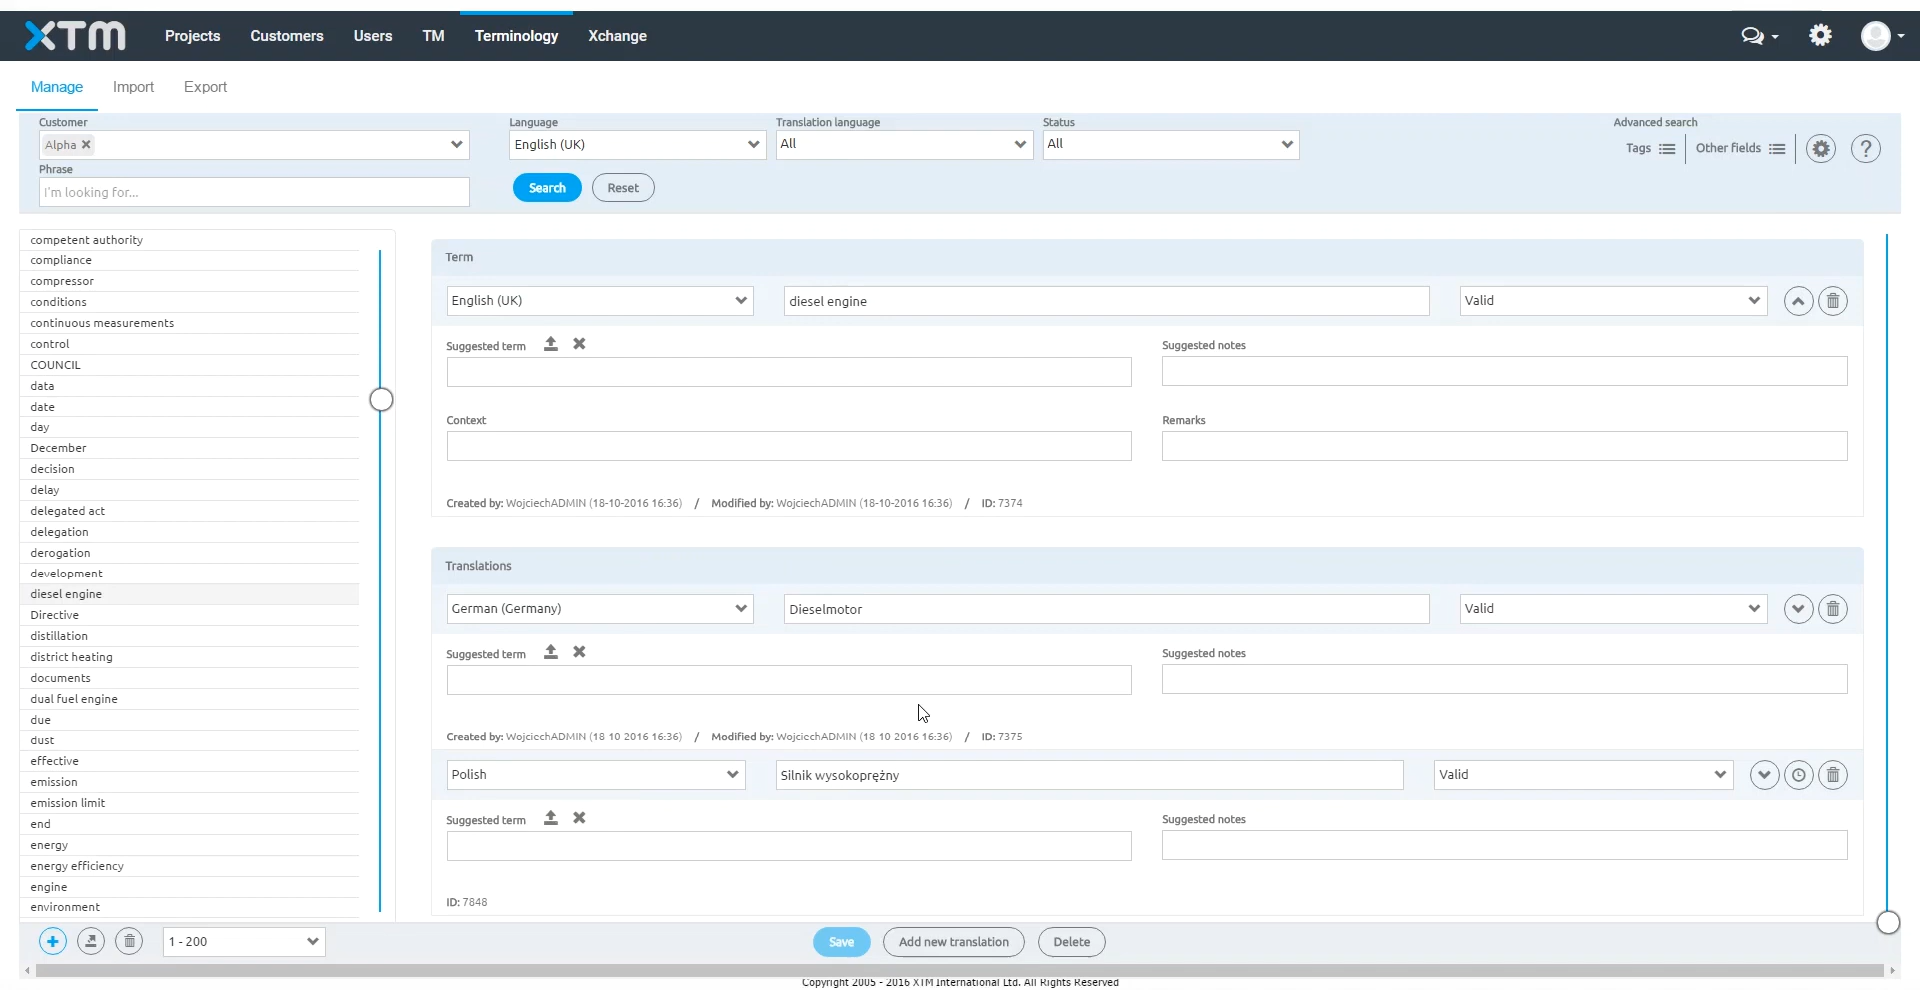 XTM Projects Customers Users TM Terminology Xchange
Manage Import Export
Customer Language Translation language Status Advanced search
Alpha English (UK) All All Tags Other fields
Phrase
I'm looking for... Search Reset
competent authority
compliance
compressor
conditions
continuous measurements
control
COUNCIL
data
date
day
December
decision
delay
delegated act
delegation
derogation
development
diesel engine
Directive
distillation
district heating
documents
dual fuel engine
due
dust
effective
emission
emission limit
end
energy
energy efficiency
engine
environment
Term
English (UK) diesel engine Valid
Suggested term Suggested notes
Context Remarks
Created by: WojciechADMIN (18-10-2016 16:36) / Modified by: WojciechADMIN (18-10-2016 16:36) / ID: 7374
Translations
German (Germany) Dieselmotor Valid
Suggested term Suggested notes
Created by: WojciechADMIN (18-10-2016 16:36) / Modified by: WojciechADMIN (18-10-2016 16:36) / ID: 7375
Polish Silnik wysokoprężny Valid
Suggested term Suggested notes
ID: 7848
1 - 200 Save Add new translation Delete
Copyright 2005 - 2016 XTM International Ltd. All Rights Reserved